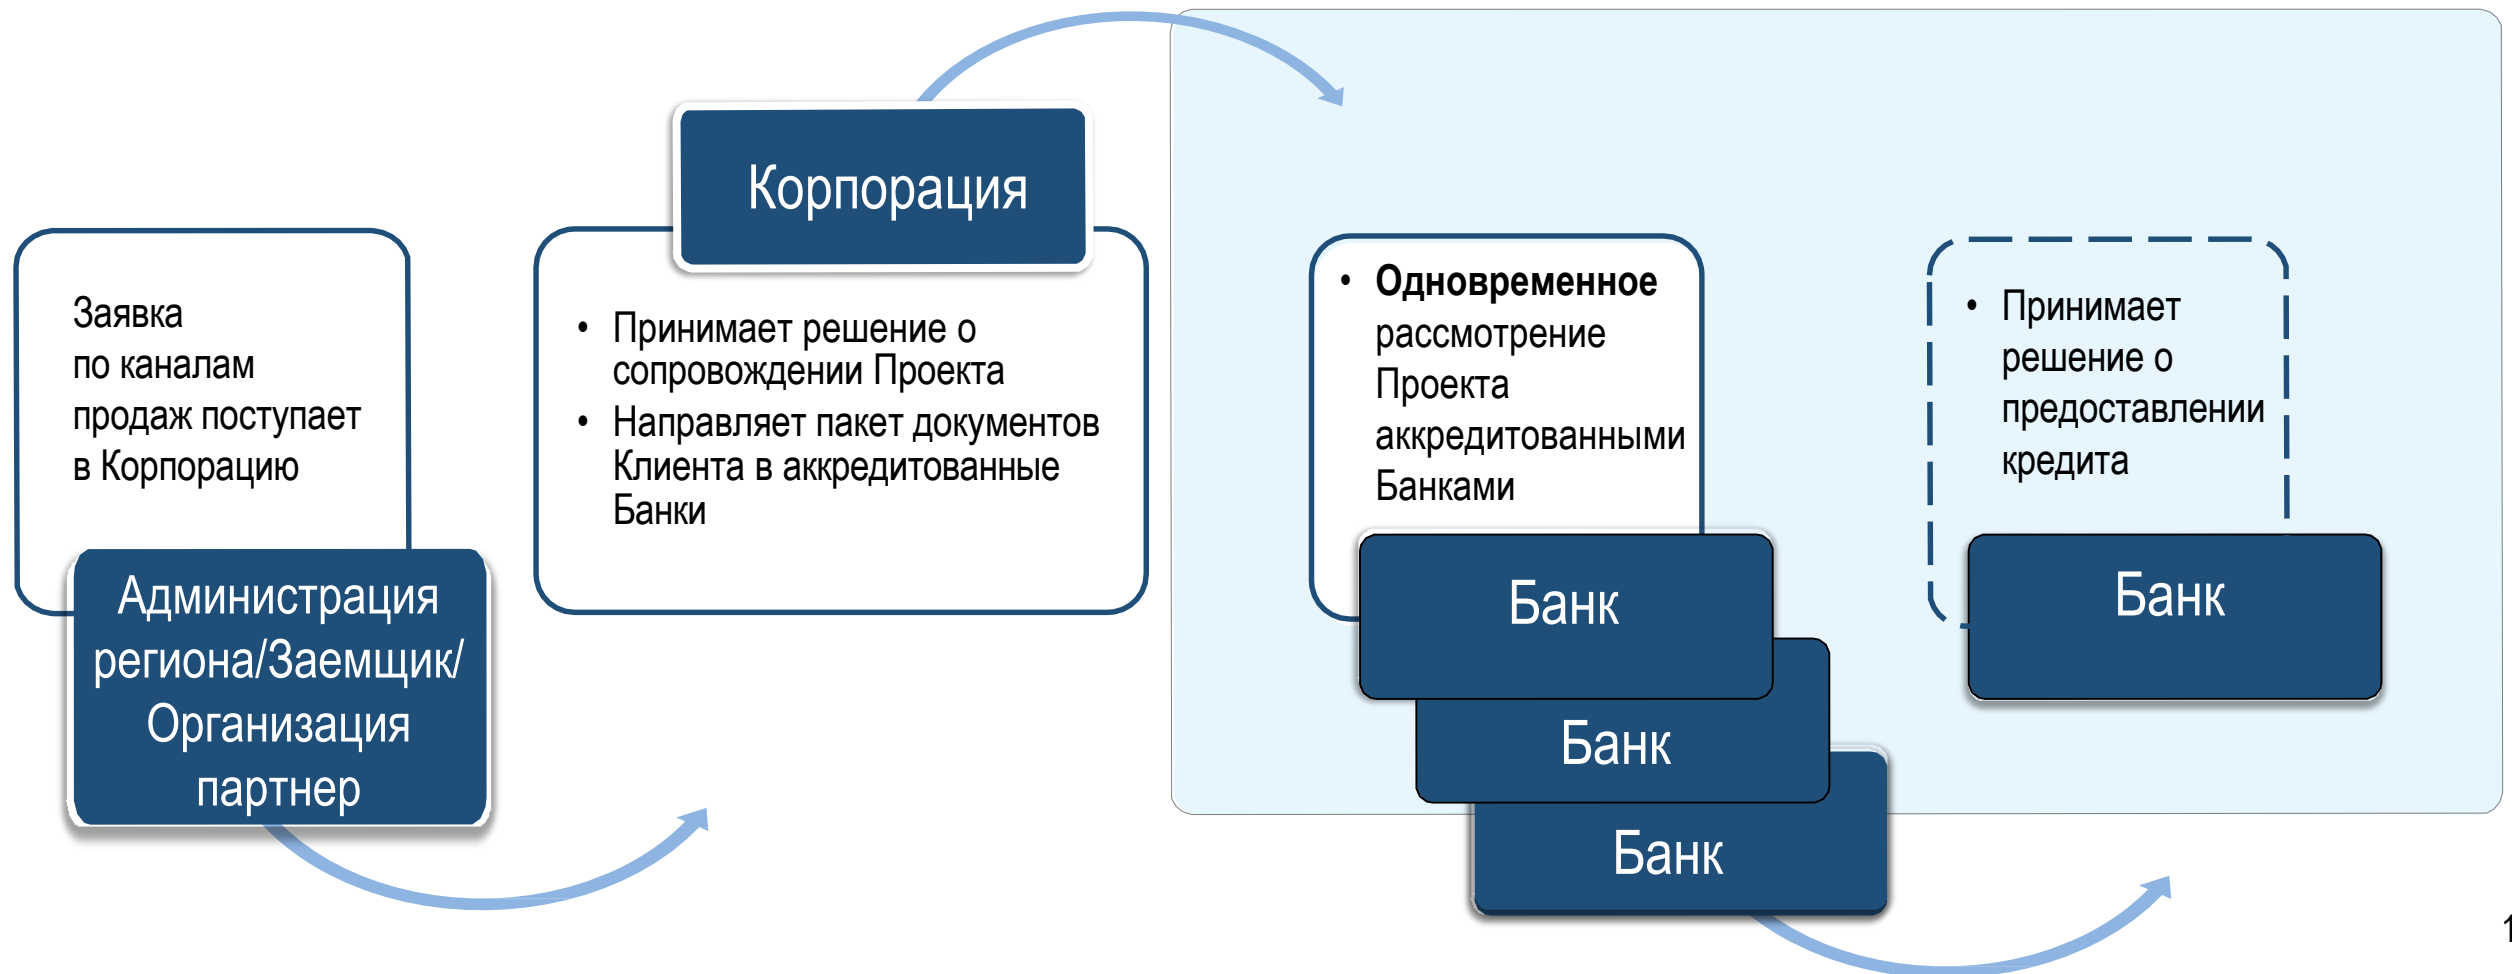 Заявка
по каналам
продаж поступает
в Корпорацию
Администрация
региона/Заемщик/
Организация
партнер
Корпорация
• Принимает решение о
сопровождении Проекта
• Направляет пакет документов
Клиента в аккредитованные
Банки
• Одновременное
рассмотрение
Проекта
аккредитованными
Банками
Банк
Банк
Банк
• Принимает
решение о
предоставлении
кредита
Банк
1